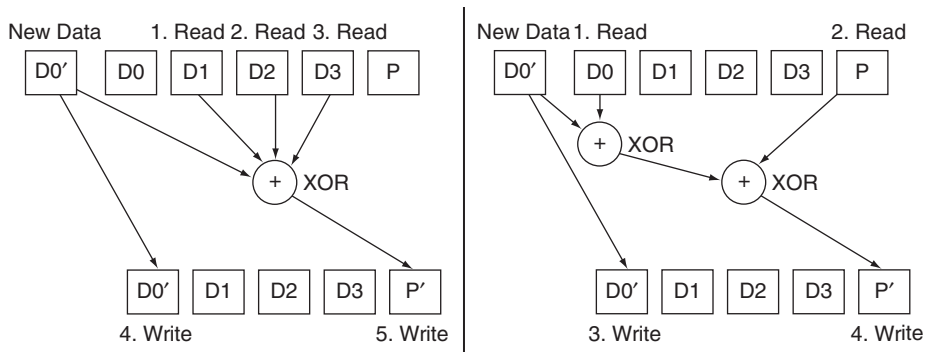 New Data 1. Read 2. Read 3. Read
D0′ D0 D1 D2 D3 P
+ XOR
D0′ D1 D2 D3 P′
4. Write 5. Write
New Data 1. Read 2. Read
D0′ D0 D1 D2 D3 P
+ XOR
+ XOR
D0′ D1 D2 D3 P′
3. Write 4. Write